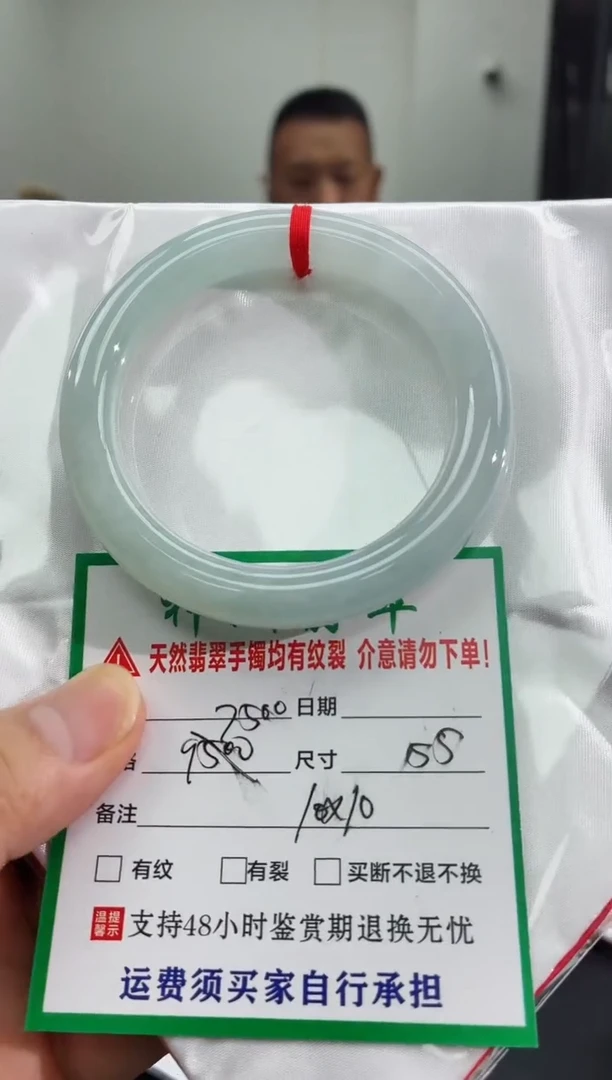 天然翡翠手镯均有纹裂 介意请勿下单!
7500 日期
9500 尺寸 55
备注
有纹 有裂 买断不退不换
温馨提示 支持48小时鉴赏期退换无忧
运费须买家自行承担